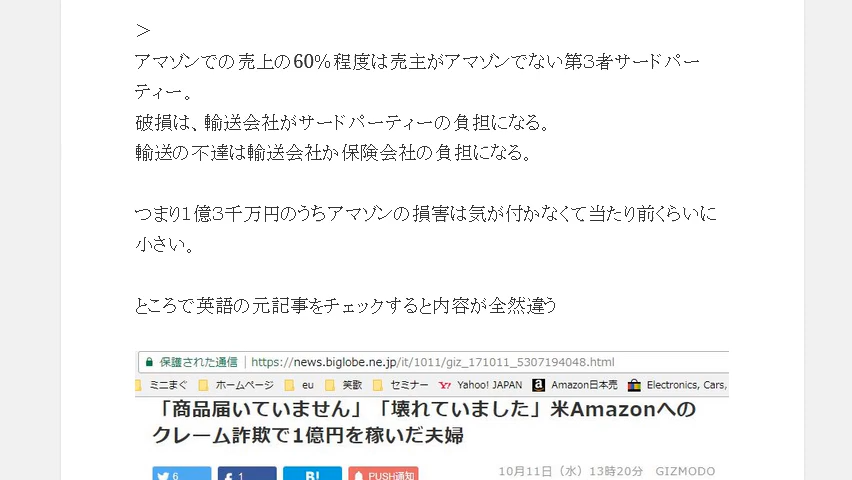 ＞
アマゾンでの売上の60％程度は売主がアマゾンでない第３者サードパー
ティー。
破損は、輸送会社がサードパーティーの負担になる。
輸送の不達は輸送会社か保険会社の負担になる。
つまり１億３千万円のうちアマゾンの損害は気が付かなくて当たり前くらいに
小さい。
ところで英語の元記事をチェックすると内容が全然違う
保護された通信 | https://news.biglobe.ne.jp/it/1011/giz_171011_5307194048.html
ミニまぐ ホームページ eu 笑歌 セミナー Yahoo! JAPAN Amazon日本売 Electronics, Cars,
「商品届いていません」「壊れていました」米Amazonへの
クレーム詐欺で1億円を稼いだ夫婦
6 1 B! PUSH通知
10月11日（水）13時20分 GIZMODO